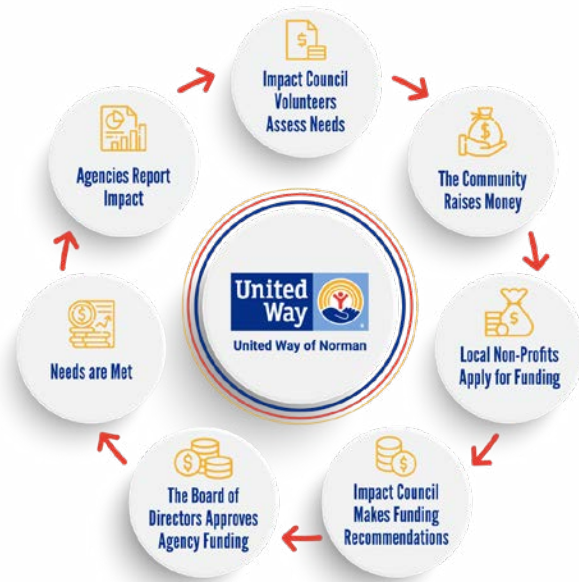 Impact Council
Volunteers
Assess Needs
The Community
Raises Money
Local Non-Profits
Apply for Funding
Impact Council
Makes Funding
Recommendations
The Board of
Directors Approves
Agency Funding
Needs are Met
Agencies Report
Impact
United
Way
United Way of Norman